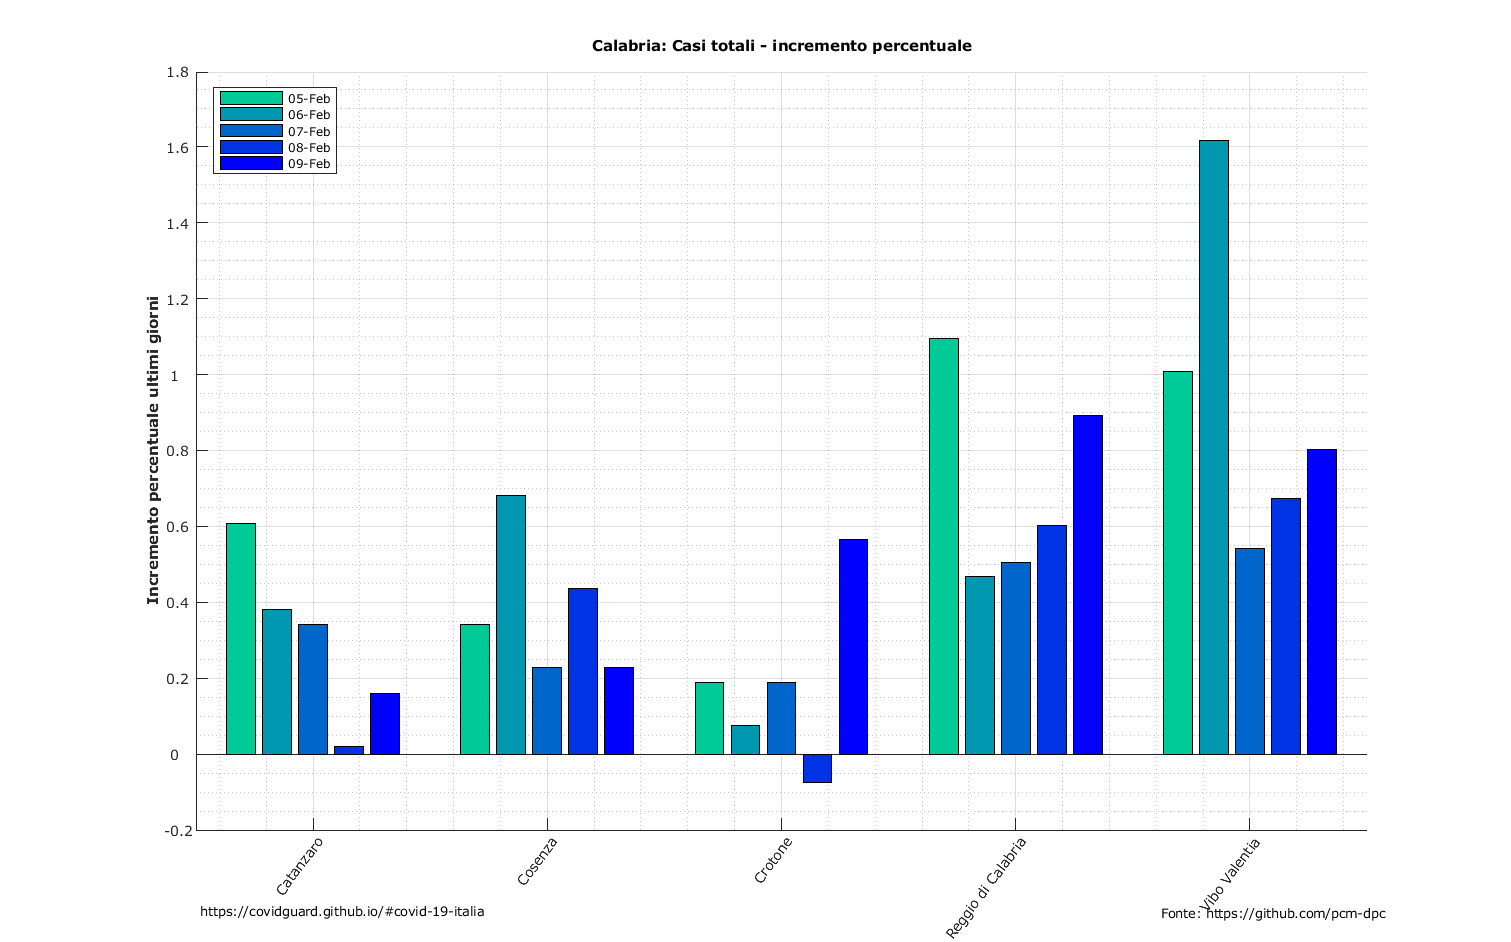 Calabria: Casi totali - incremento percentuale
1.8
1.6
1.4
1.2
1
0.8
0.6
0.4
0.2
0
-0.2
Incremento percentuale ultimi giorni
05-Feb
06-Feb
07-Feb
08-Feb
09-Feb
Catanzaro
Cosenza
Crotone
Reggio di Calabria
Vibo Valentia
https://covidguard.github.io/#covid-19-italia
Fonte: https://github.com/pcm-dpc